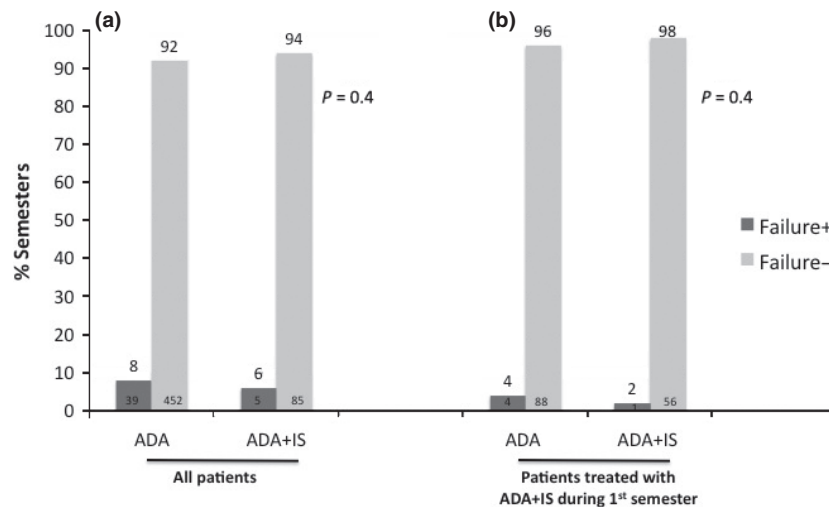 (a)
(b)
% Semesters
100
90
80
70
60
50
40
30
20
10
0
92
94
96
98
P = 0.4
P = 0.4
Failure+
Failure–
8
6
4
2
39
452
5
85
4
88
1
56
ADA
ADA+IS
ADA
ADA+IS
All patients
Patients treated with
ADA+IS during 1st semester